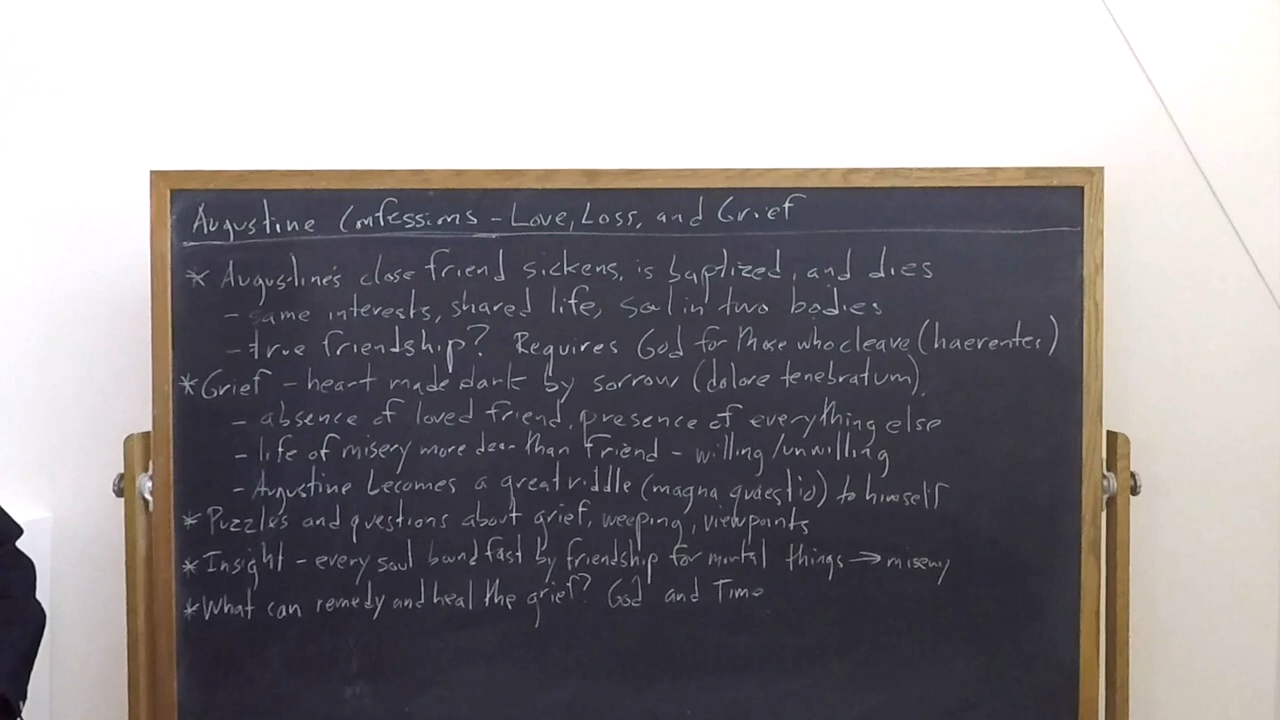 Augustine Confessions - Love, Loss, and Grief
* Augustine's close friend sickens, is baptized, and dies
- same interests, shared life, soul in two bodies
- true friendship? Requires God for those who cleave (haerentes)
* Grief - heart made dark by sorrow (dolore tenebratum)
- absence of loved friend, presence of everything else
- life of misery more dear than friend - willing/unwilling
- Augustine becomes a great riddle (magna quaestio) to himself
* Puzzles and questions about grief, weeping, viewpoints
* Insight - every soul bound fast by friendship for mortal things → misery
* What can remedy and heal the grief? God and Time